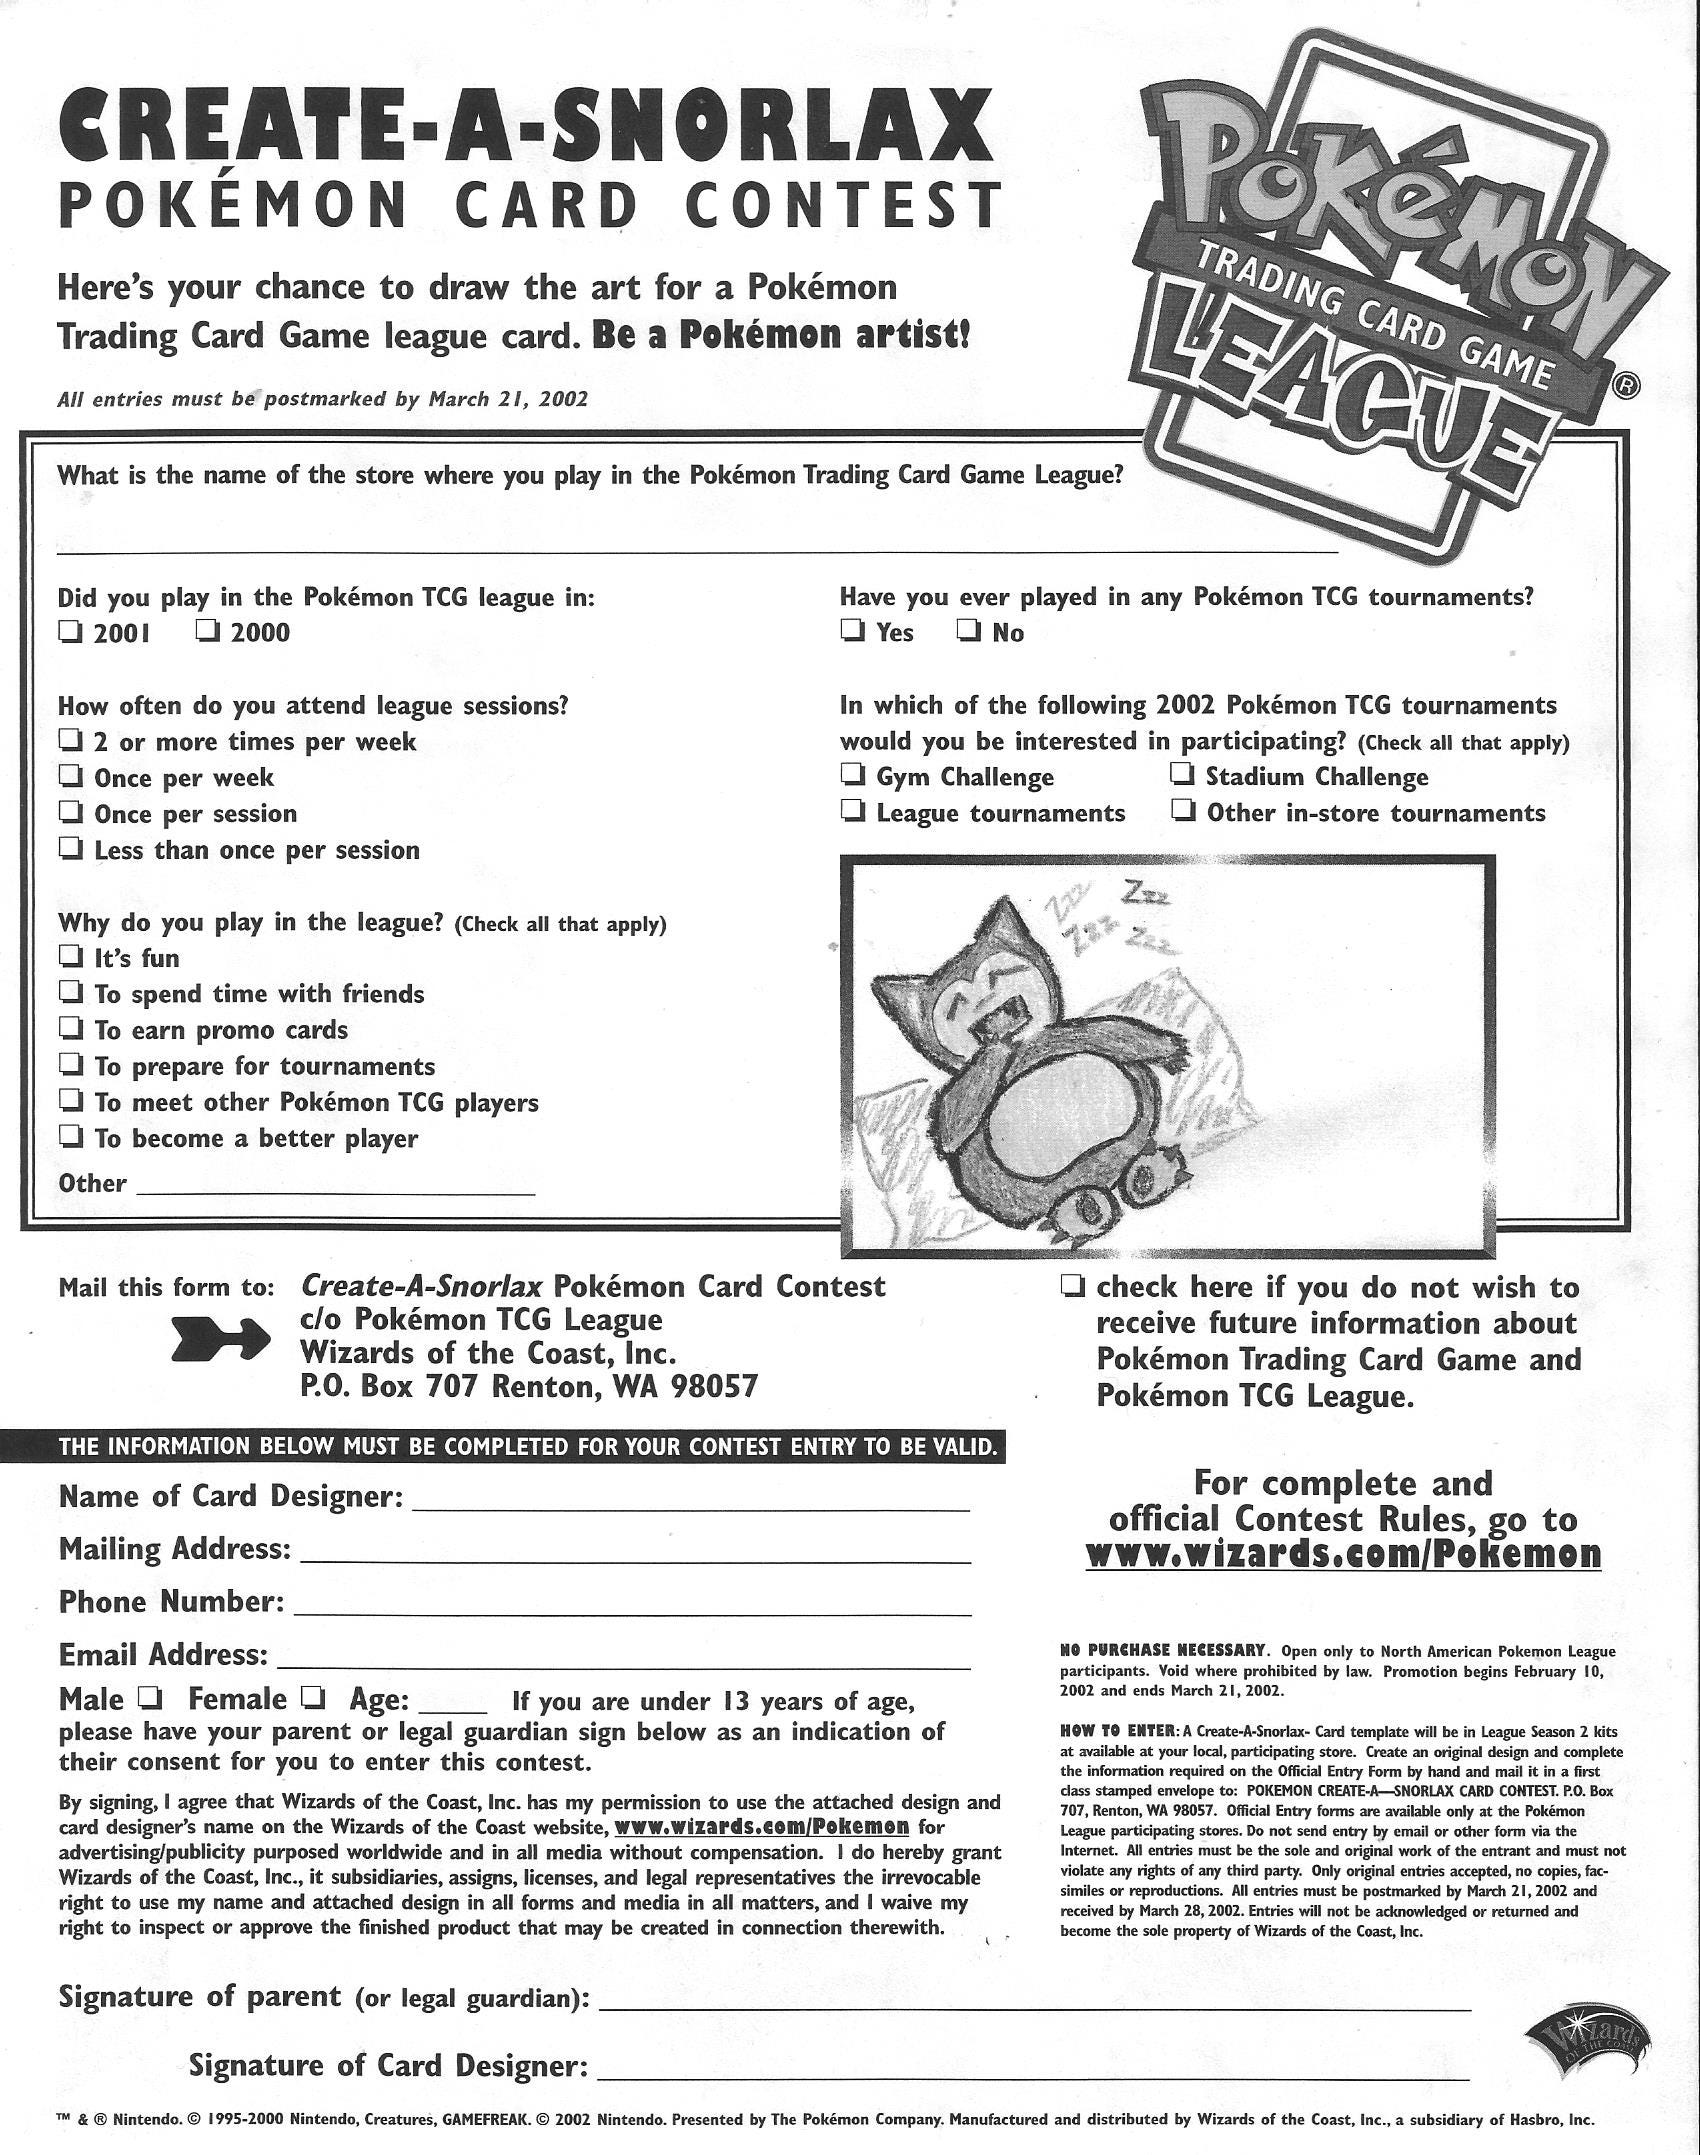 CREATE-A-SNORLAX
POKÉMON CARD CONTEST
Here's your chance to draw the art for a Pokémon
Trading Card Game league card. Be a Pokémon artist!
All entries must be postmarked by March 21, 2002
POKéMON
TRADING CARD GAME
LEAGUE ®
What is the name of the store where you play in the Pokémon Trading Card Game League?
Did you play in the Pokémon TCG league in:
❏ 2001 ❏ 2000
How often do you attend league sessions?
❏ 2 or more times per week
❏ Once per week
❏ Once per session
❏ Less than once per session
Why do you play in the league? (Check all that apply)
❏ It's fun
❏ To spend time with friends
❏ To earn promo cards
❏ To prepare for tournaments
❏ To meet other Pokémon TCG players
❏ To become a better player
Other
Have you ever played in any Pokémon TCG tournaments?
❏ Yes ❏ No
In which of the following 2002 Pokémon TCG tournaments
would you be interested in participating? (Check all that apply)
❏ Gym Challenge ❏ Stadium Challenge
❏ League tournaments ❏ Other in-store tournaments
Zzz Zzz
Zzz Zzz
Mail this form to: Create-A-Snorlax Pokémon Card Contest
c/o Pokémon TCG League
Wizards of the Coast, Inc.
P.O. Box 707 Renton, WA 98057
❏ check here if you do not wish to
receive future information about
Pokémon Trading Card Game and
Pokémon TCG League.
THE INFORMATION BELOW MUST BE COMPLETED FOR YOUR CONTEST ENTRY TO BE VALID.
Name of Card Designer:
Mailing Address:
Phone Number:
Email Address:
Male ❏ Female ❏ Age: If you are under 13 years of age,
please have your parent or legal guardian sign below as an indication of
their consent for you to enter this contest.
By signing, I agree that Wizards of the Coast, Inc. has my permission to use the attached design and
card designer's name on the Wizards of the Coast website, www.wizards.com/Pokemon for
advertising/publicity purposed worldwide and in all media without compensation. I do hereby grant
Wizards of the Coast, Inc., it subsidiaries, assigns, licenses, and legal representatives the irrevocable
right to use my name and attached design in all forms and media in all matters, and I waive my
right to inspect or approve the finished product that may be created in connection therewith.
For complete and
official Contest Rules, go to
www.wizards.com/Pokemon
NO PURCHASE NECESSARY. Open only to North American Pokemon League
participants. Void where prohibited by law. Promotion begins February 10,
2002 and ends March 21, 2002.
HOW TO ENTER: A Create-A-Snorlax- Card template will be in League Season 2 kits
at available at your local, participating store. Create an original design and complete
the information required on the Official Entry Form by hand and mail it in a first
class stamped envelope to: POKEMON CREATE-A—SNORLAX CARD CONTEST. P.O. Box
707, Renton, WA 98057. Official Entry forms are available only at the Pokémon
League participating stores. Do not send entry by email or other form via the
Internet. All entries must be the sole and original work of the entrant and must not
violate any rights of any third party. Only original entries accepted, no copies, fac-
similes or reproductions. All entries must be postmarked by March 21, 2002 and
received by March 28, 2002. Entries will not be acknowledged or returned and
become the sole property of Wizards of the Coast, Inc.
Signature of parent (or legal guardian):
Signature of Card Designer:
Wizards
OF THE COAST
™ & ® Nintendo. © 1995-2000 Nintendo, Creatures, GAMEFREAK. © 2002 Nintendo. Presented by The Pokémon Company. Manufactured and distributed by Wizards of the Coast, Inc., a subsidiary of Hasbro, Inc.